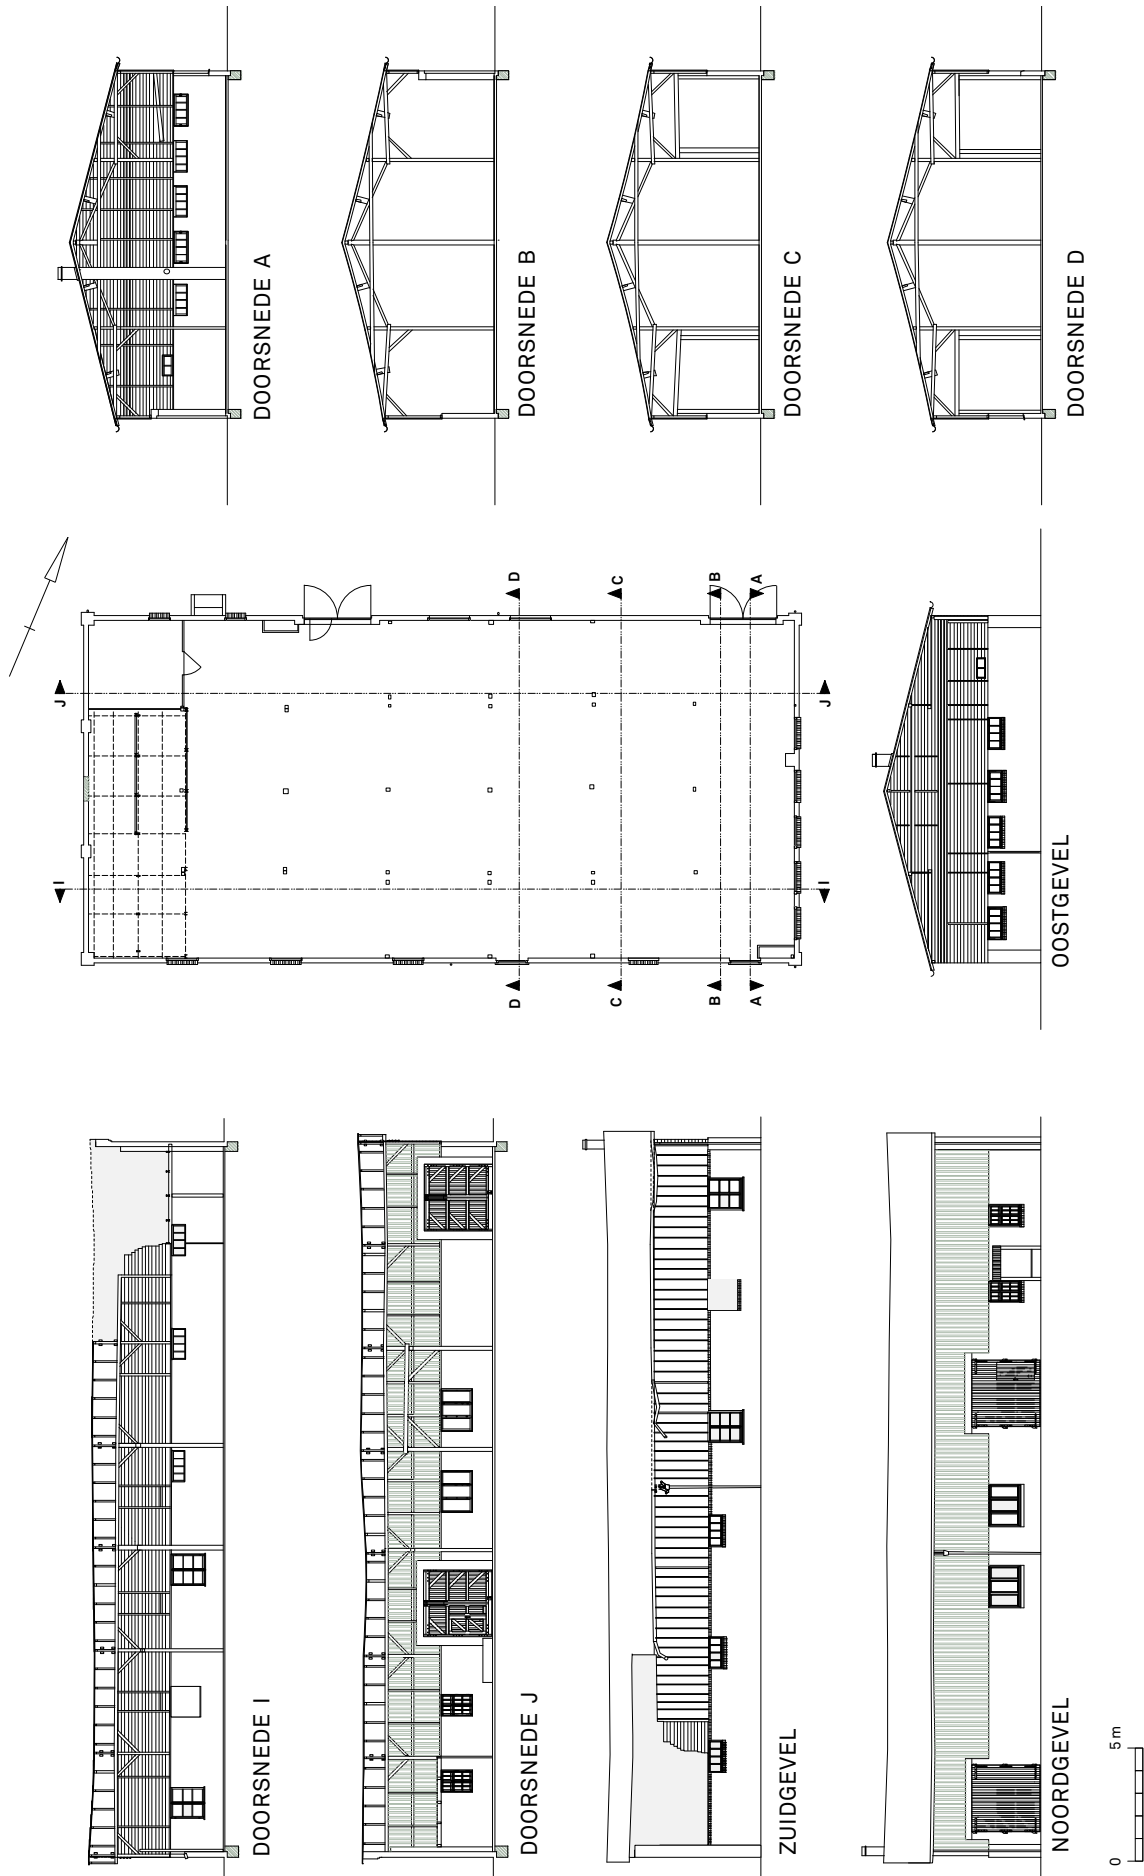 DOORSNEDE I
DOORSNEDE J
ZUIDGEVEL
NOORDGEVEL
0 5 m
I J
D D
C C
B B
A A
I J
OOSTGEVEL
DOORSNEDE A
DOORSNEDE B
DOORSNEDE C
DOORSNEDE D